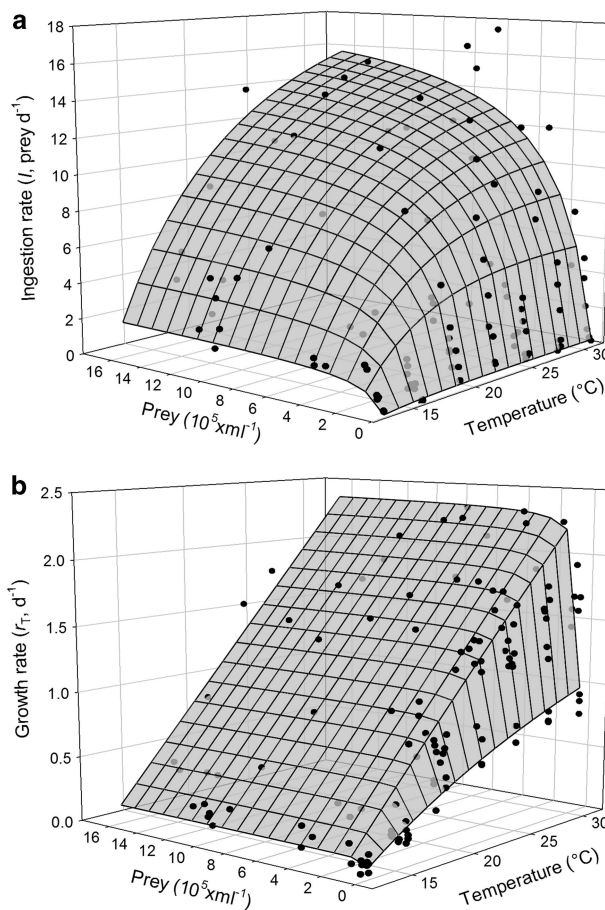 a
18
16
14
12
10
8
6
4
2
0
Ingestion rate (I, prey d⁻¹)
16 14 12 10 8 6 4 2 0
Prey (10⁵xml⁻¹)
15 20 25 30
Temperature (°C)
b
2.5
2.0
1.5
1.0
0.5
0.0
Growth rate (r_T, d⁻¹)
16 14 12 10 8 6 4 2 0
Prey (10⁵xml⁻¹)
15 20 25 30
Temperature (°C)